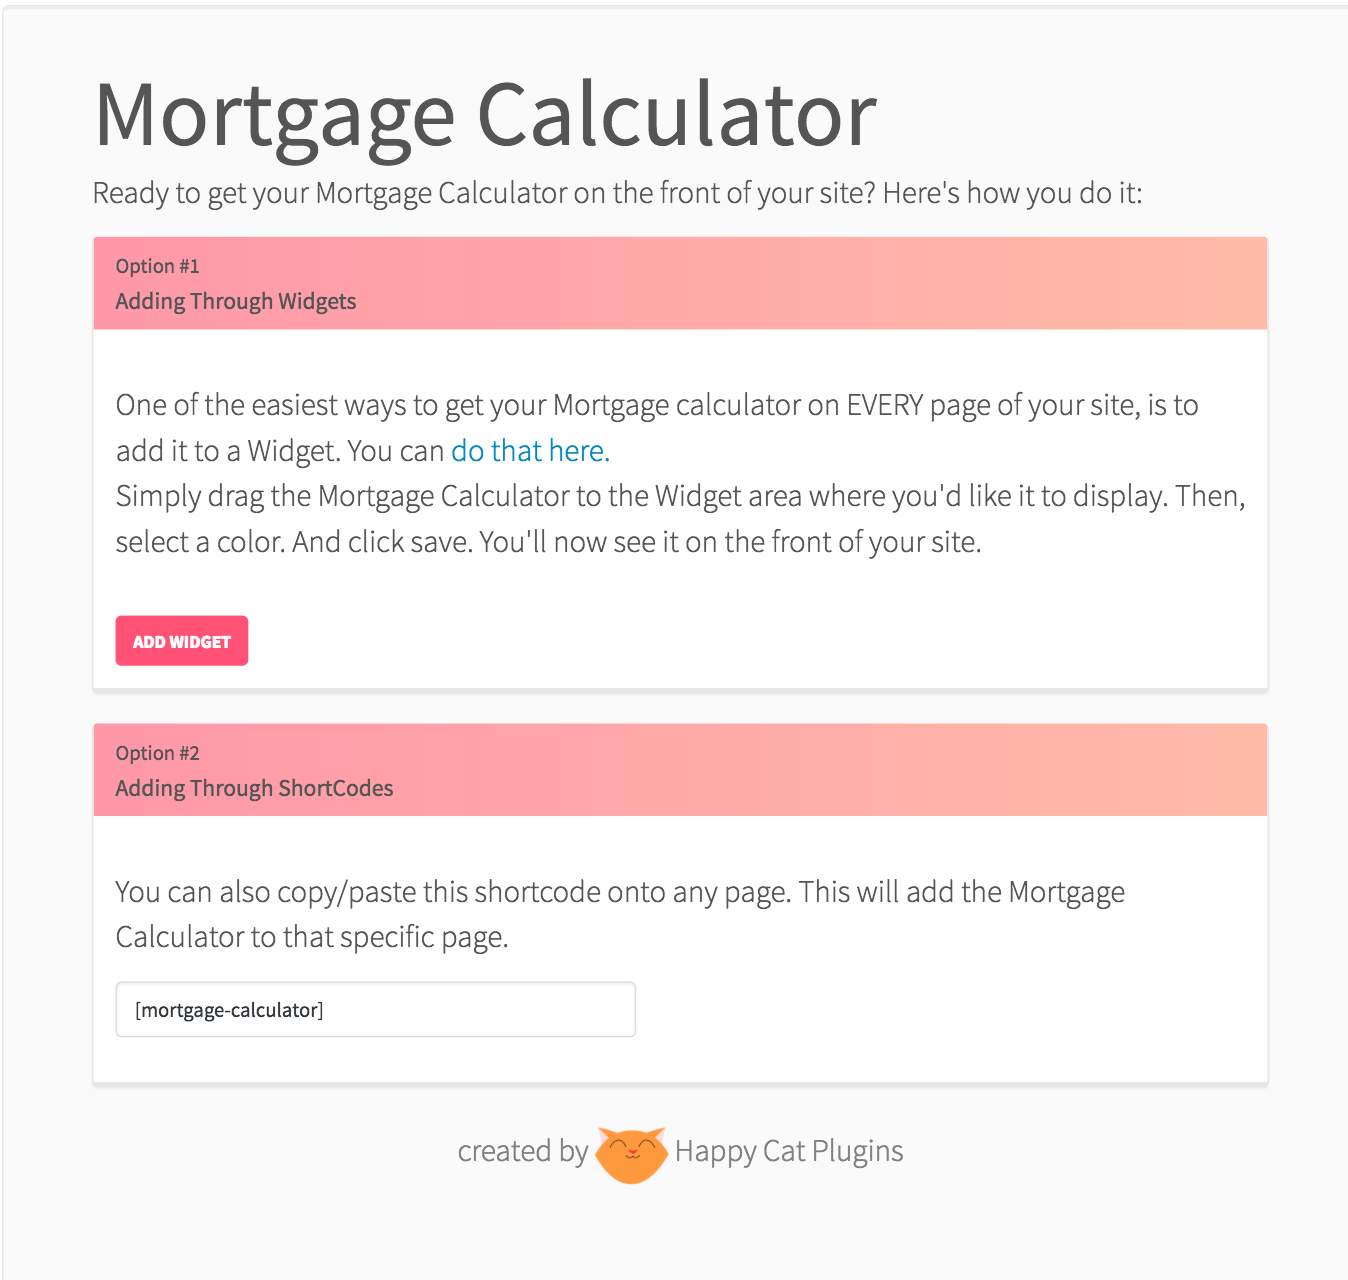 Mortgage Calculator
Ready to get your Mortgage Calculator on the front of your site? Here's how you do it:
Option #1
Adding Through Widgets
One of the easiest ways to get your Mortgage calculator on EVERY page of your site, is to
add it to a Widget. You can do that here.
Simply drag the Mortgage Calculator to the Widget area where you'd like it to display. Then,
select a color. And click save. You'll now see it on the front of your site.
ADD WIDGET
Option #2
Adding Through ShortCodes
You can also copy/paste this shortcode onto any page. This will add the Mortgage
Calculator to that specific page.
[mortgage-calculator]
created by Happy Cat Plugins